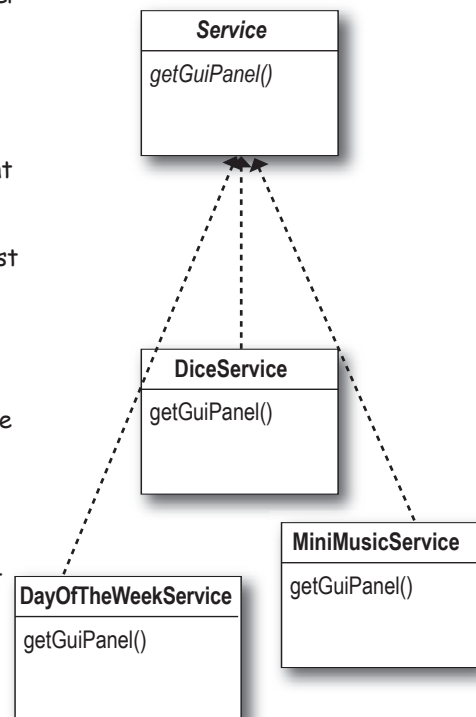 Service
getGuiPanel()
DiceService
getGuiPanel()
MiniMusicService
getGuiPanel()
DayOfTheWeekService
getGuiPanel()